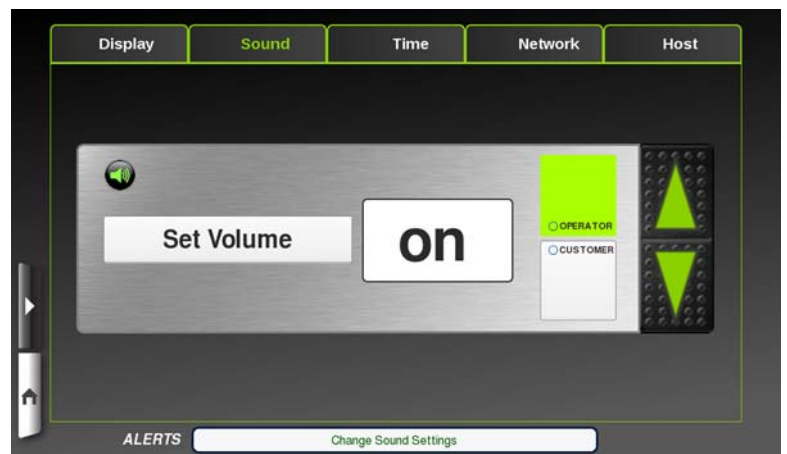 Display Sound Time Network Host
OPERATOR
Set Volume on
CUSTOMER
ALERTS Change Sound Settings